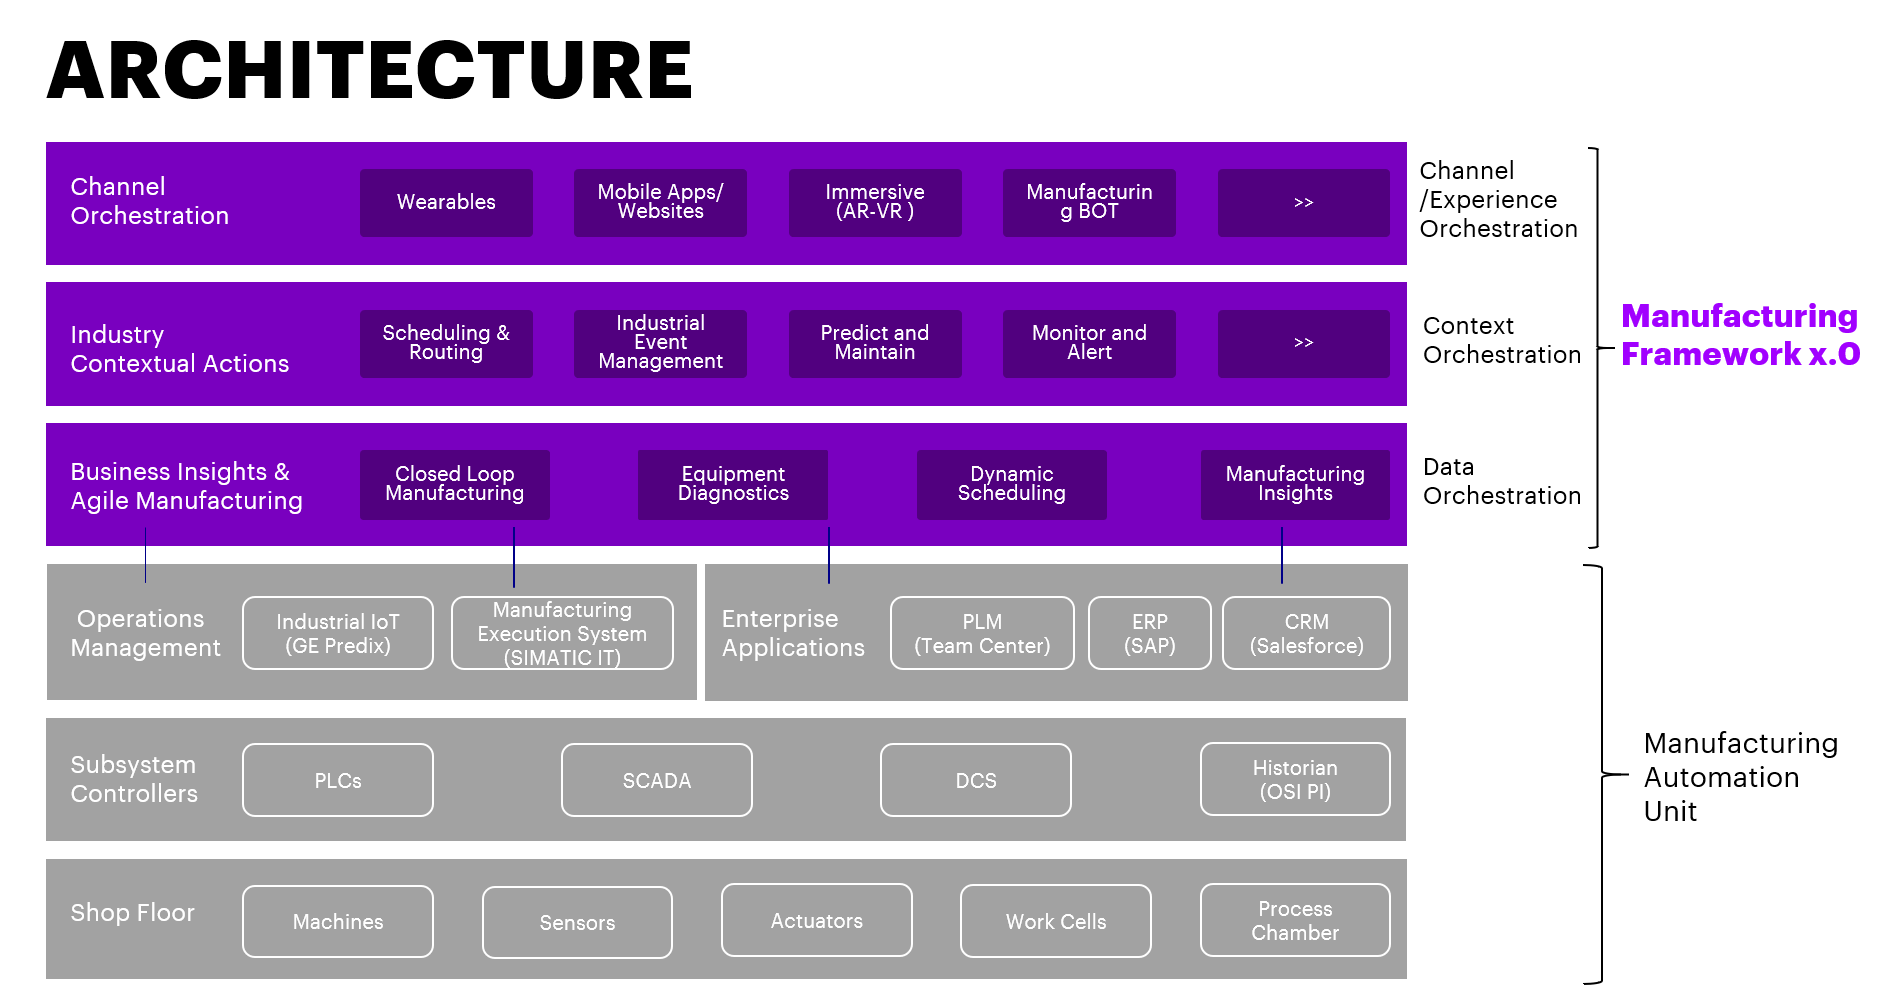 ARCHITECTURE
Channel
Orchestration
Wearables
Mobile Apps/
Websites
Immersive
(AR-VR )
Manufacturin
g BOT
>>
Channel
/Experience
Orchestration
Industry
Contextual Actions
Scheduling &
Routing
Industrial
Event
Management
Predict and
Maintain
Monitor and
Alert
>>
Context
Orchestration
Manufacturing
Framework x.0
Business Insights &
Agile Manufacturing
Closed Loop
Manufacturing
Equipment
Diagnostics
Dynamic
Scheduling
Manufacturing
Insights
Data
Orchestration
Operations
Management
Industrial IoT
(GE Predix)
Manufacturing
Execution System
(SIMATIC IT)
Enterprise
Applications
PLM
(Team Center)
ERP
(SAP)
CRM
(Salesforce)
Subsystem
Controllers
PLCs
SCADA
DCS
Historian
(OSI PI)
Manufacturing
Automation
Unit
Shop Floor
Machines
Sensors
Actuators
Work Cells
Process
Chamber